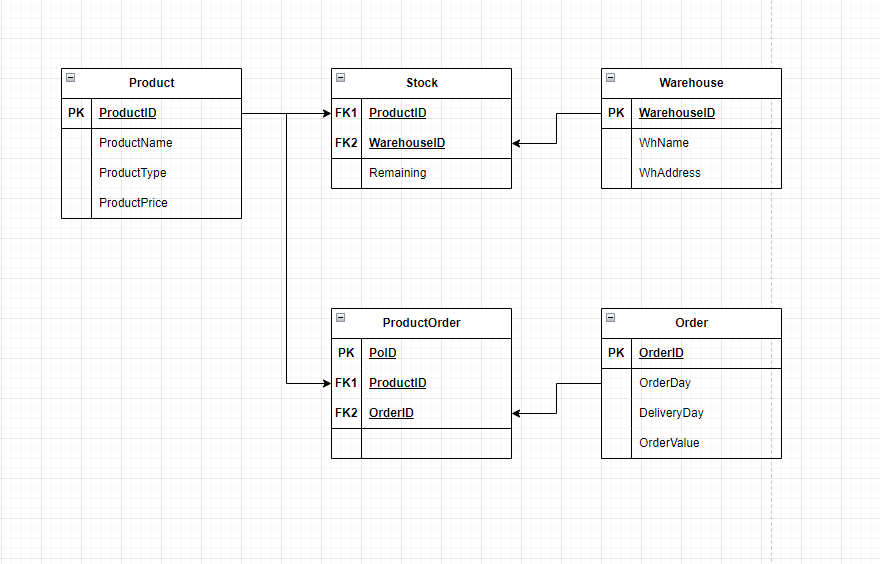 Product
PK ProductID
ProductName
ProductType
ProductPrice
Stock
FK1 ProductID
FK2 WarehouseID
Remaining
Warehouse
PK WarehouseID
WhName
WhAddress
ProductOrder
PK PoID
FK1 ProductID
FK2 OrderID
Order
PK OrderID
OrderDay
DeliveryDay
OrderValue